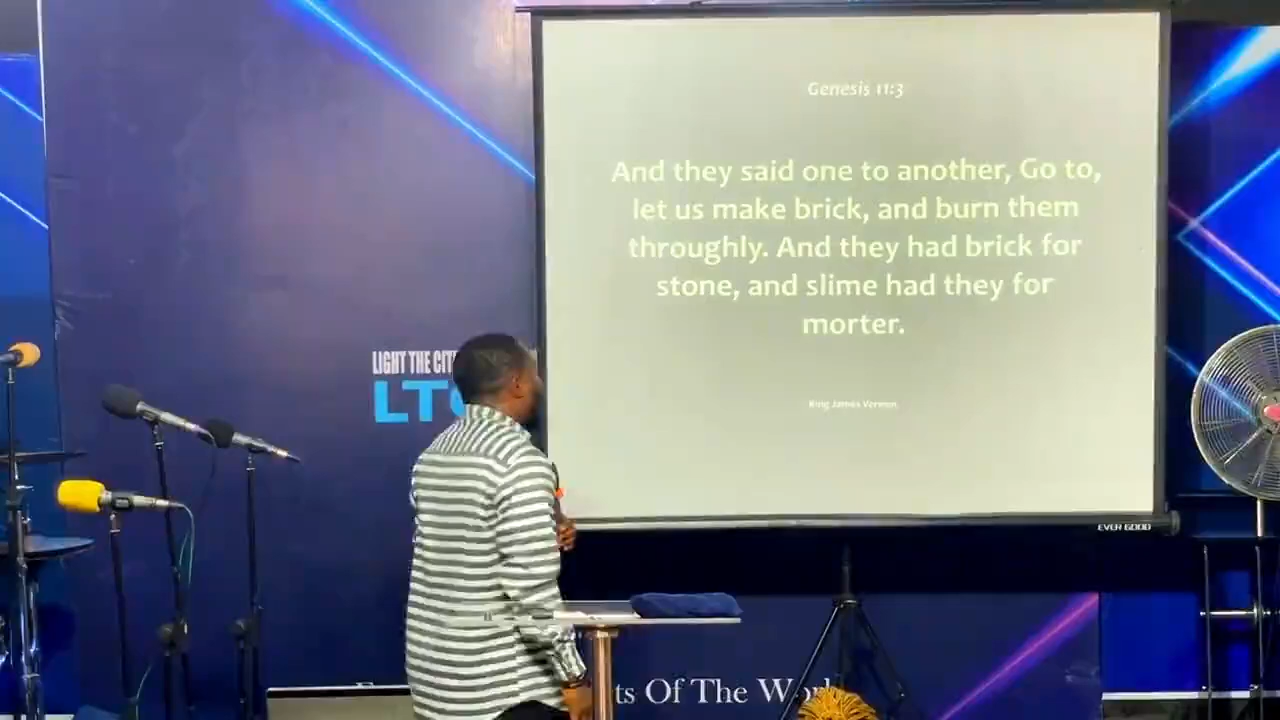 Genesis 11:3
And they said one to another, Go to,
let us make brick, and burn them
throughly. And they had brick for
stone, and slime had they for
morter.
King James Version
LIGHT THE CIT
LT
EVER GOOD
ts Of The World